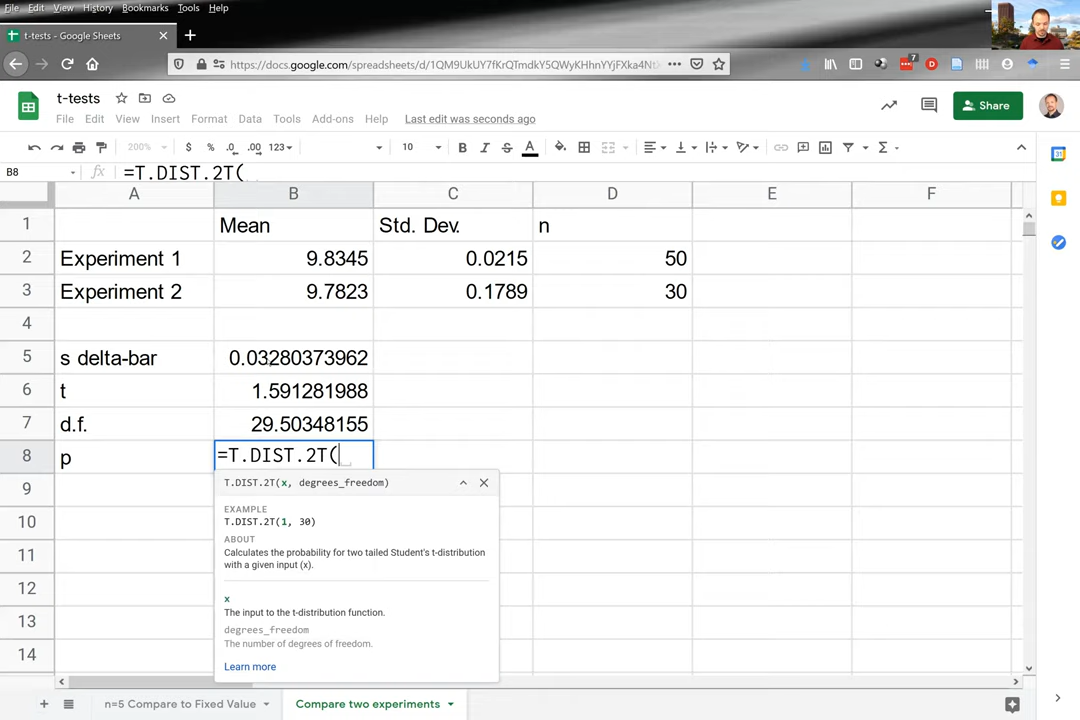 File Edit View History Bookmarks Tools Help
t-tests - Google Sheets
https://docs.google.com/spreadsheets/d/1QM9UkUY7fKrQTmdkY5QWyKHhnYYjFXka4Nt
7
t-tests
File Edit View Insert Format Data Tools Add-ons Help Last edit was seconds ago
Share
200% $ % .0 .00 123 10 B I S A
B8 fx =T.DIST.2T(
A B C D E F
1 Mean Std. Dev. n
2 Experiment 1 9.8345 0.0215 50
3 Experiment 2 9.7823 0.1789 30
4
5 s delta-bar 0.03280373962
6 t 1.591281988
7 d.f. 29.50348155
8 p =T.DIST.2T(
9
10
11
12
13
14
T.DIST.2T(x, degrees_freedom)
EXAMPLE
T.DIST.2T(1, 30)
ABOUT
Calculates the probability for two tailed Student's t-distribution
with a given input (x).
x
The input to the t-distribution function.
degrees_freedom
The number of degrees of freedom.
Learn more
n=5 Compare to Fixed Value Compare two experiments